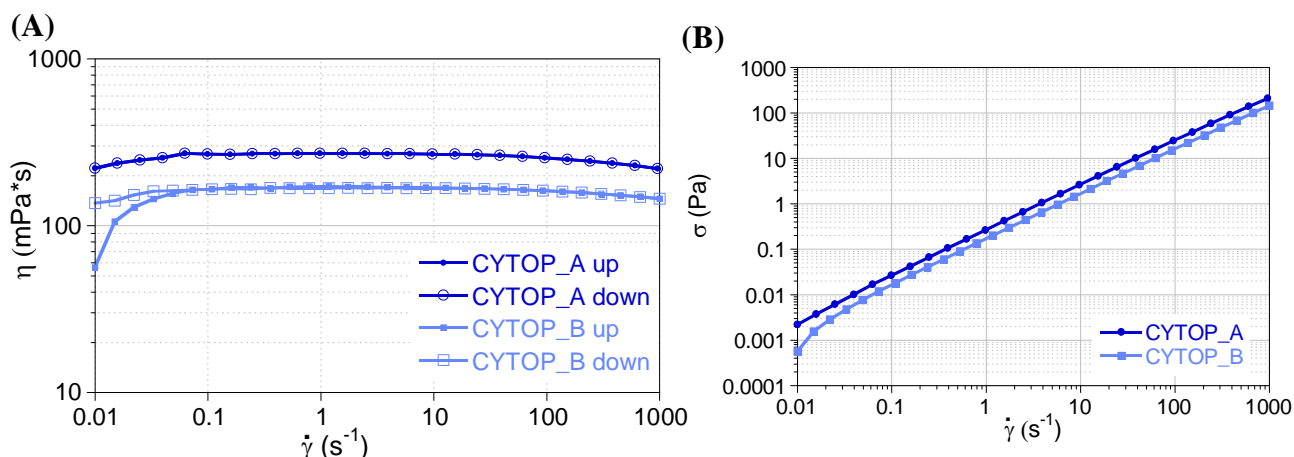 (A)
1000
100
10
η (mPa*s)
CYTOP_A up
CYTOP_A down
CYTOP_B up
CYTOP_B down
0.01 0.1 1 10 100 1000
γ̇ (s⁻¹)
(B)
1000
100
10
1
0.1
0.01
0.001
0.0001
σ (Pa)
CYTOP_A
CYTOP_B
0.01 0.1 1 10 100 1000
γ̇ (s⁻¹)